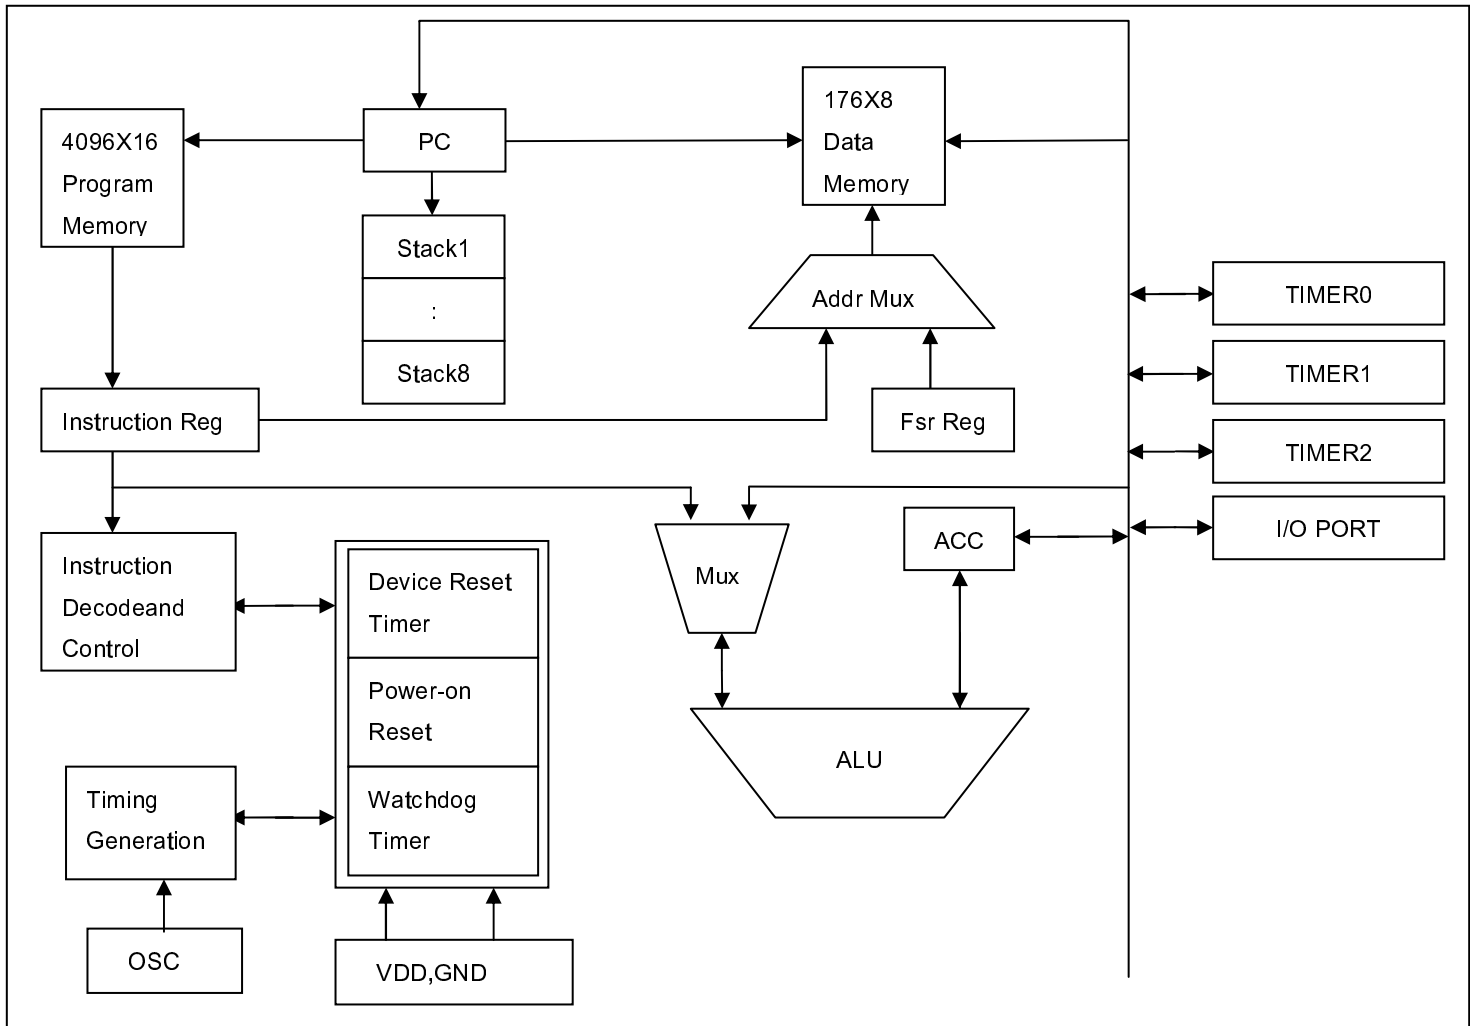 4096X16
Program
Memory
PC
176X8
Data
Memory
Stack1
:
Stack8
Addr Mux
TIMER0
TIMER1
TIMER2
I/O PORT
Instruction Reg
Fsr Reg
Instruction
Decodeand
Control
Device Reset
Timer
Power-on
Reset
Watchdog
Timer
Mux
ACC
ALU
Timing
Generation
OSC
VDD,GND